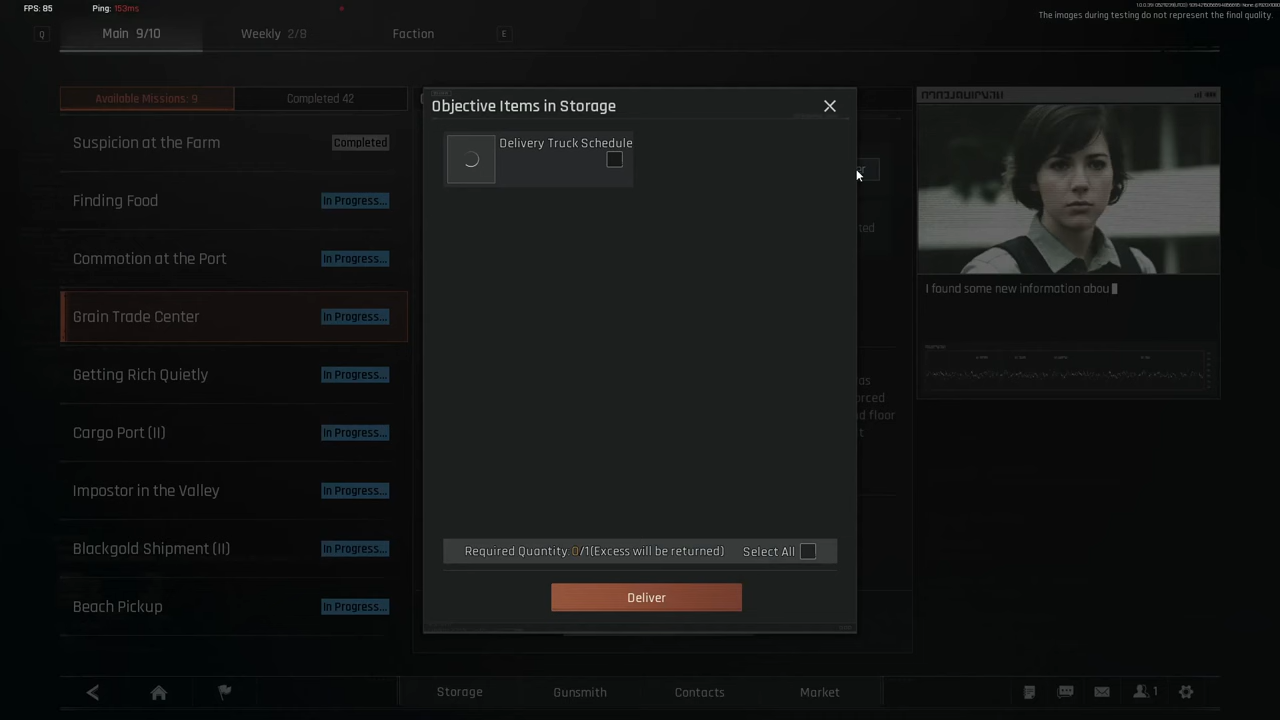 FPS: 85
Ping: 153ms
The images during testing do not represent the final quality.
Q
Main 9/10
Weekly 2/8
Faction
E
Available Missions: 9
Completed 42
Suspicion at the Farm
Completed
Finding Food
In Progress...
Commotion at the Port
In Progress...
Grain Trade Center
In Progress...
Getting Rich Quietly
In Progress...
Cargo Port (II)
In Progress...
Impostor in the Valley
In Progress...
Blackgold Shipment (II)
In Progress...
Beach Pickup
In Progress...
Objective Items in Storage
Delivery Truck Schedule
Required Quantity: 0/1(Excess will be returned)
Select All
Deliver
I found some new information abou
Storage
Gunsmith
Contacts
Market
1